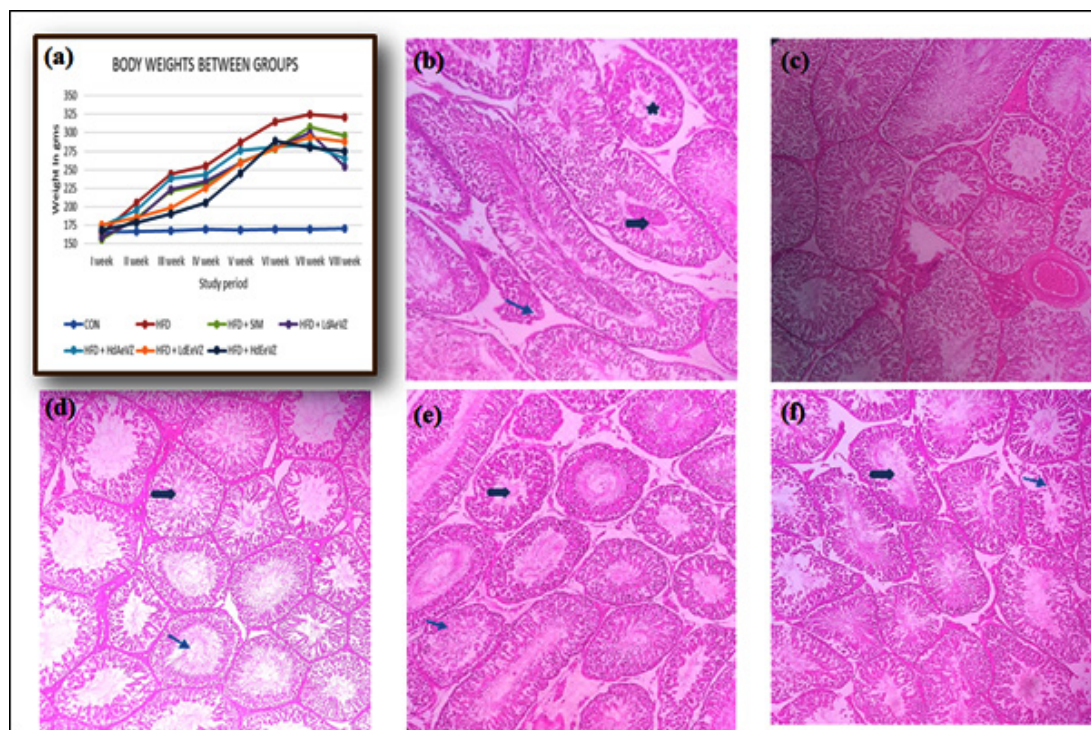 (a)
BODY WEIGHTS BETWEEN GROUPS
350
325
300
275
250
225
200
175
150
Weight in gms
I week II week III week IV week V week VI week VII week VIII week
Study period
CON HFD HFD + SIM HFD + LdAeVZ
HFD + HdAeVZ HFD + LdEeVZ HFD + HdEeVZ
(b)
(c)
(d)
(e)
(f)